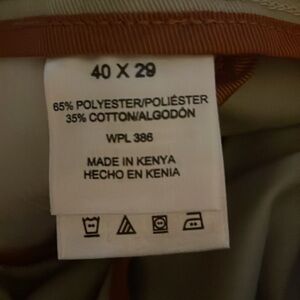 40 X 29
65% POLYESTER/POLIÉSTER
35% COTTON/ALGODÓN
WPL 386
MADE IN KENYA
HECHO EN KENIA